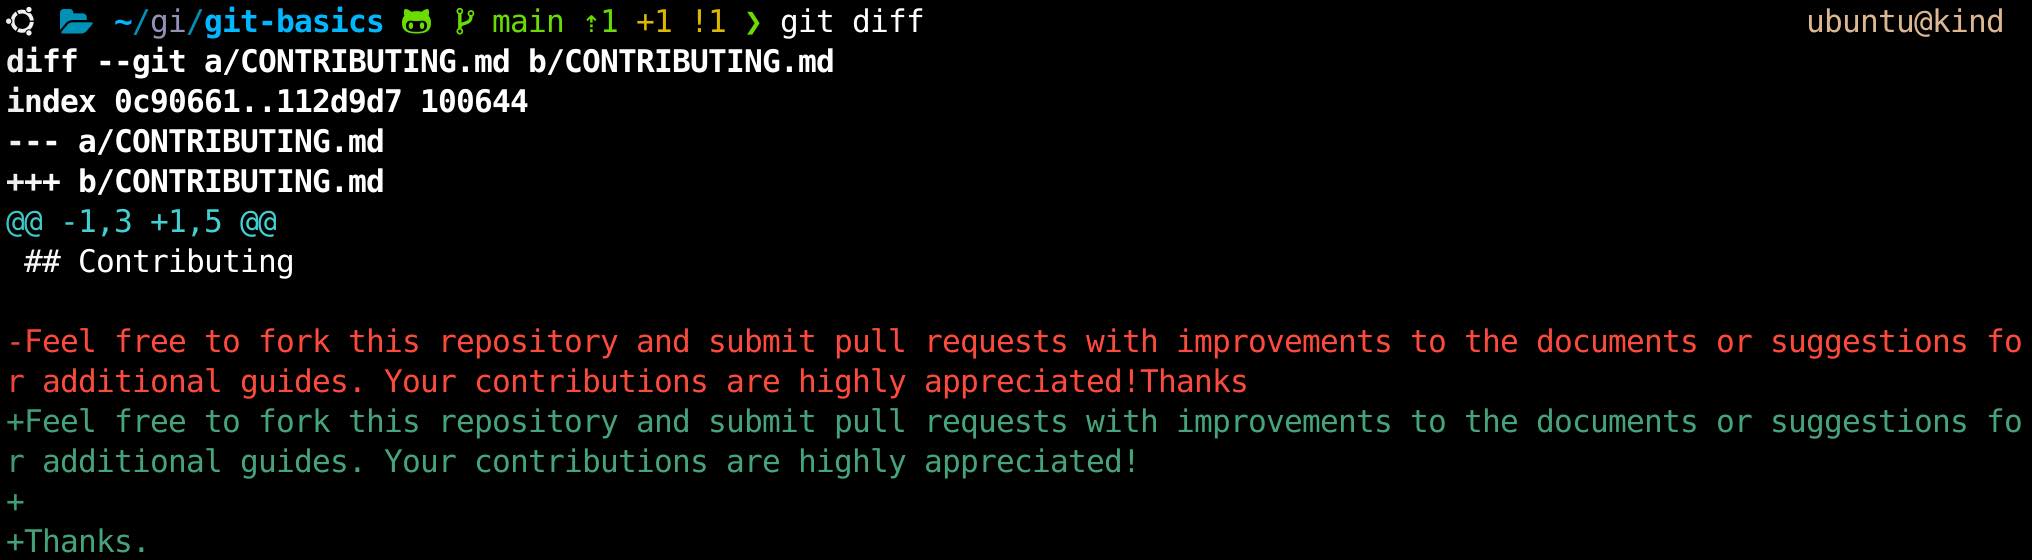 ~/gi/git-basics main ⇡1 +1 !1 ❯ git diff ubuntu@kind
diff --git a/CONTRIBUTING.md b/CONTRIBUTING.md
index 0c90661..112d9d7 100644
--- a/CONTRIBUTING.md
+++ b/CONTRIBUTING.md
@@ -1,3 +1,5 @@
 ## Contributing

-Feel free to fork this repository and submit pull requests with improvements to the documents or suggestions fo
r additional guides. Your contributions are highly appreciated!Thanks
+Feel free to fork this repository and submit pull requests with improvements to the documents or suggestions fo
r additional guides. Your contributions are highly appreciated!
+
+Thanks.